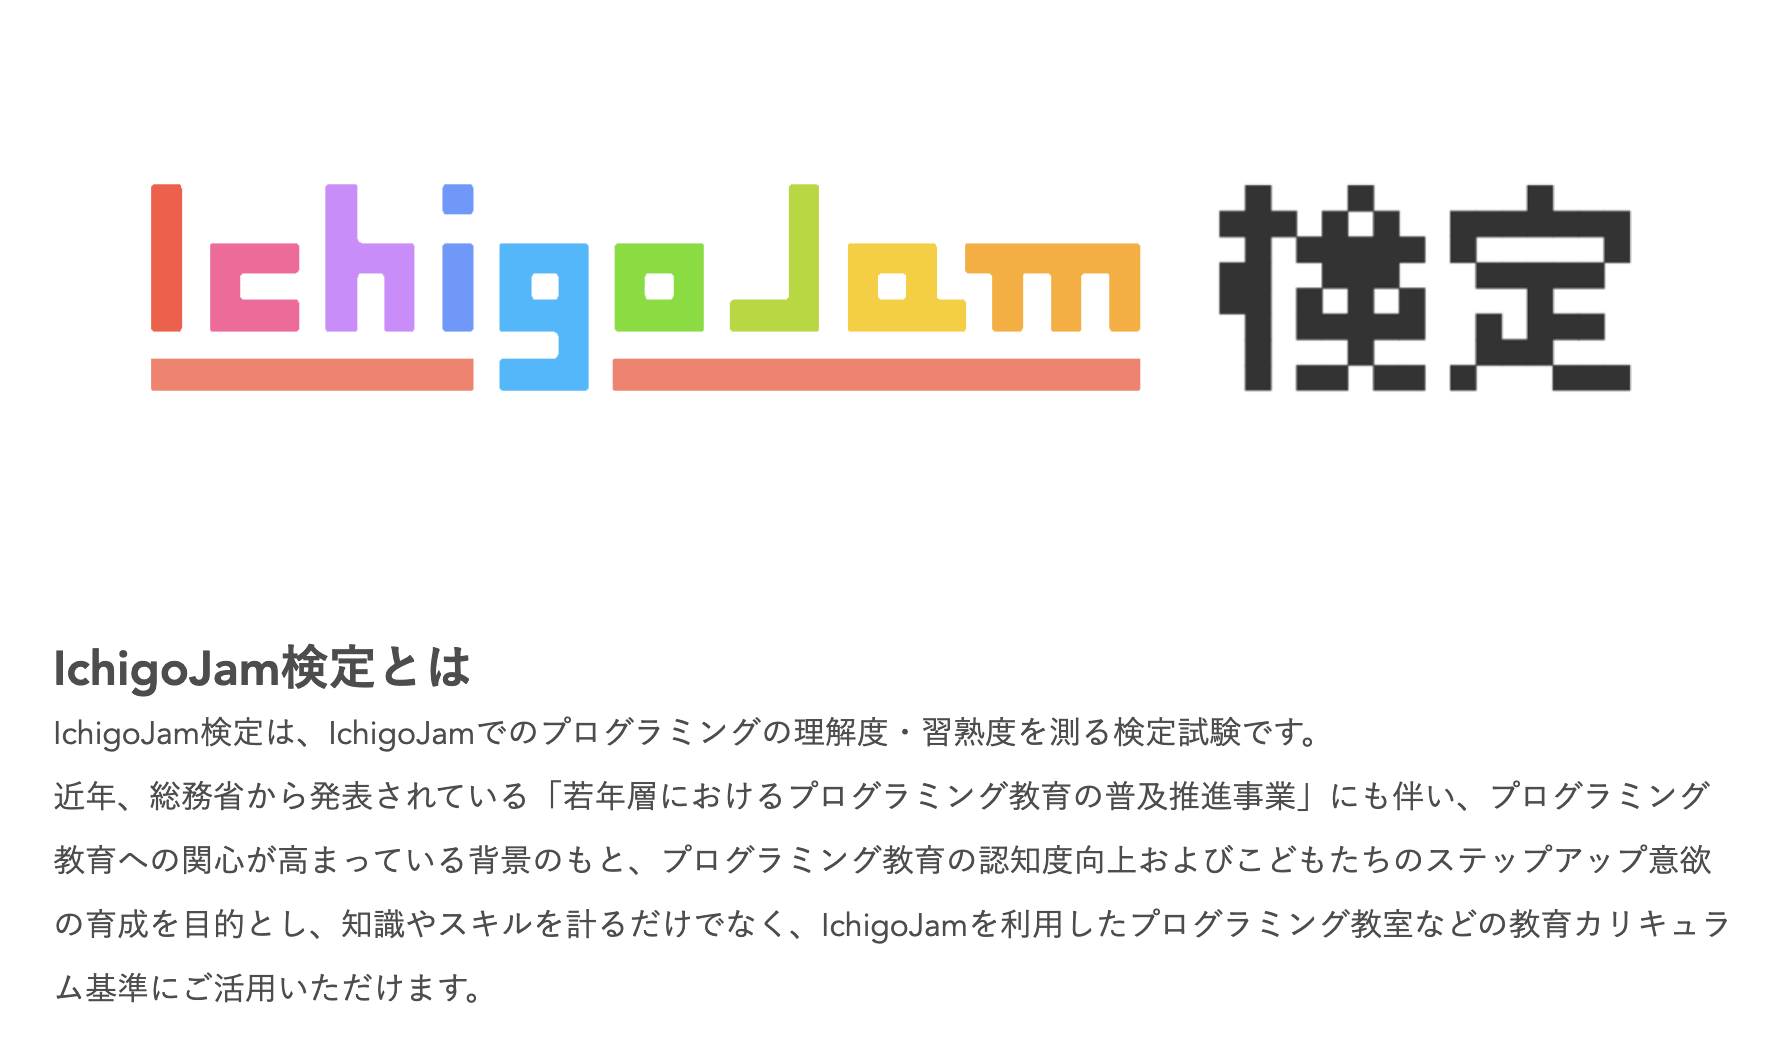 IchigoJam 検定
IchigoJam検定とは
IchigoJam検定は、IchigoJamでのプログラミングの理解度・習熟度を測る検定試験です。
近年、総務省から発表されている「若年層におけるプログラミング教育の普及推進事業」にも伴い、プログラミング
教育への関心が高まっている背景のもと、プログラミング教育の認知度向上およびこどもたちのステップアップ意欲
の育成を目的とし、知識やスキルを計るだけでなく、IchigoJamを利用したプログラミング教室などの教育カリキュラ
ム基準にご活用いただけます。